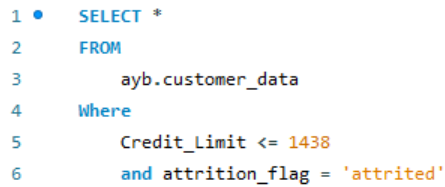 1 SELECT *
2 FROM
3 ayb.customer_data
4 Where
5 Credit_Limit <= 1438
6 and attrition_flag = 'attrited'